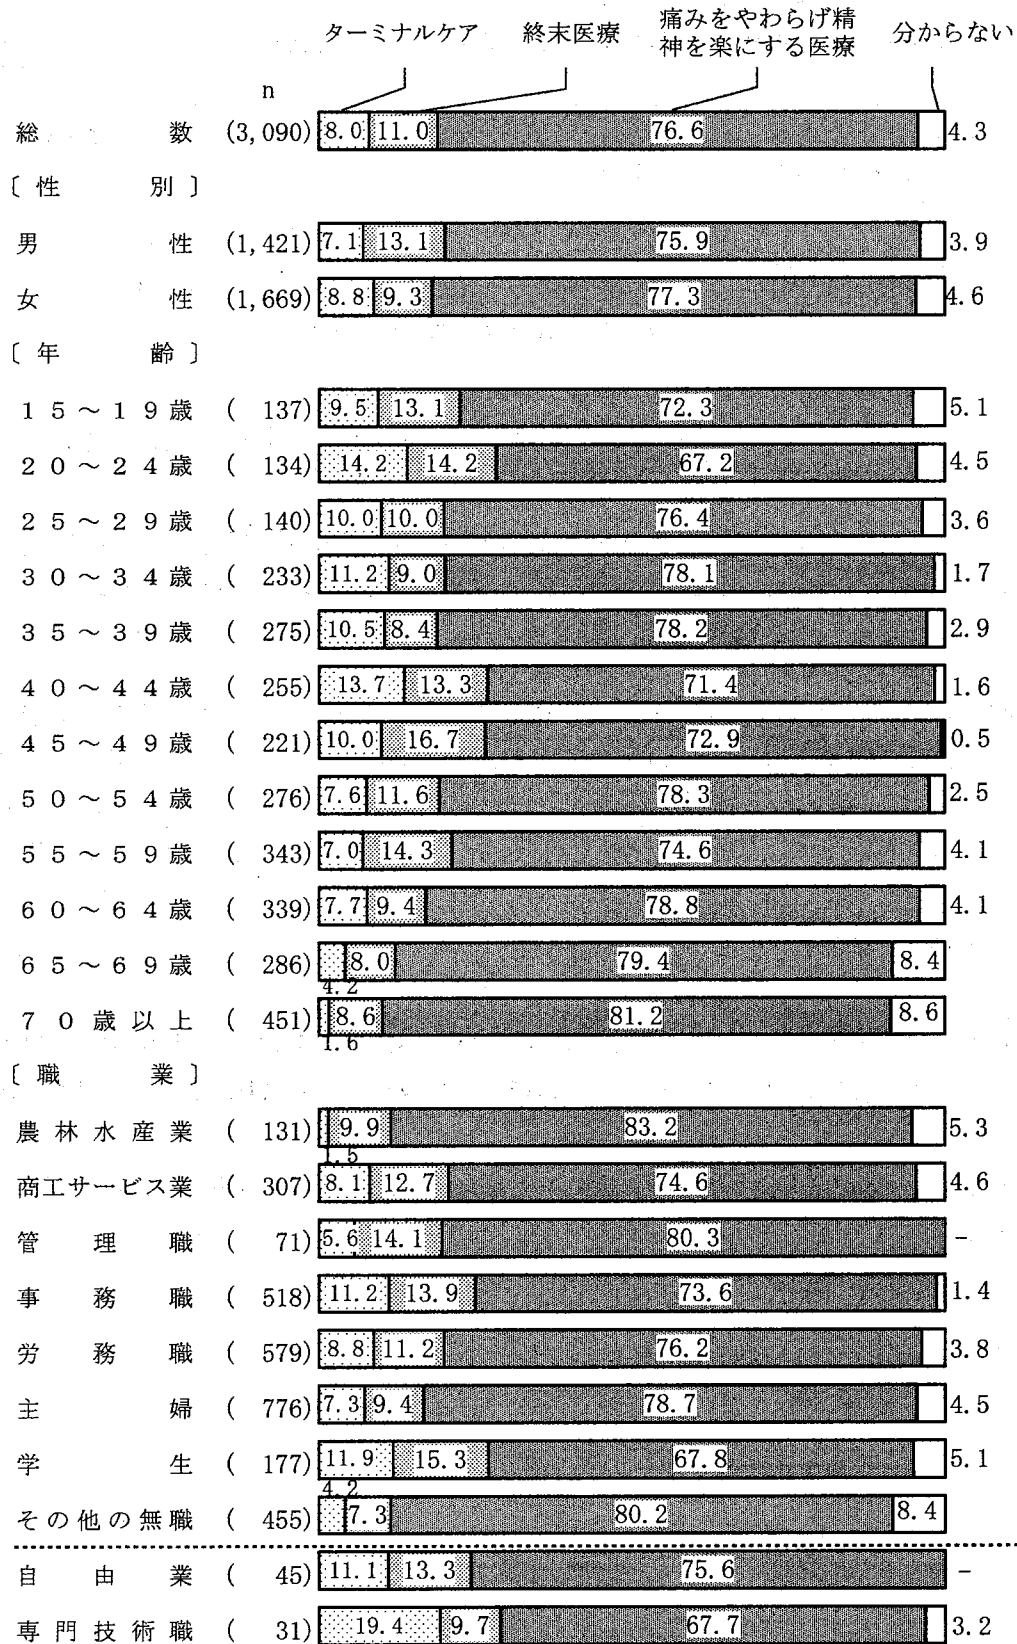 ターミナルケア 終末医療 痛みをやわらげ精神を楽にする医療 分からない
n
総数 (3,090) 8.0 11.0 76.6 4.3
〔性別〕
男性 (1,421) 7.1 13.1 75.9 3.9
女性 (1,669) 8.8 9.3 77.3 4.6
〔年齢〕
15～19歳 (137) 9.5 13.1 72.3 5.1
20～24歳 (134) 14.2 14.2 67.2 4.5
25～29歳 (140) 10.0 10.0 76.4 3.6
30～34歳 (233) 11.2 9.0 78.1 1.7
35～39歳 (275) 10.5 8.4 78.2 2.9
40～44歳 (255) 13.7 13.3 71.4 1.6
45～49歳 (221) 10.0 16.7 72.9 0.5
50～54歳 (276) 7.6 11.6 78.3 2.5
55～59歳 (343) 7.0 14.3 74.6 4.1
60～64歳 (339) 7.7 9.4 78.8 4.1
65～69歳 (286) 4.2 8.0 79.4 8.4
70歳以上 (451) 1.6 8.6 81.2 8.6
〔職業〕
農林水産業 (131) 1.5 9.9 83.2 5.3
商工サービス業 (307) 8.1 12.7 74.6 4.6
管理職 (71) 5.6 14.1 80.3 -
事務職 (518) 11.2 13.9 73.6 1.4
労務職 (579) 8.8 11.2 76.2 3.8
主婦 (776) 7.3 9.4 78.7 4.5
学生 (177) 11.9 15.3 67.8 5.1
その他の無職 (455) 4.2 7.3 80.2 8.4
自由業 (45) 11.1 13.3 75.6 -
専門技術職 (31) 19.4 9.7 67.7 3.2